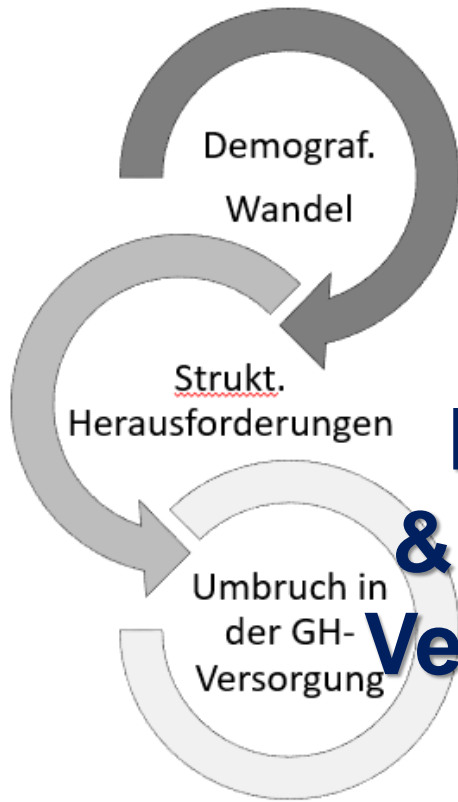 Demograf.
Wandel
Strukt.
Herausforderungen
&
Umbruch in
der GH-
Versorgung
Ve